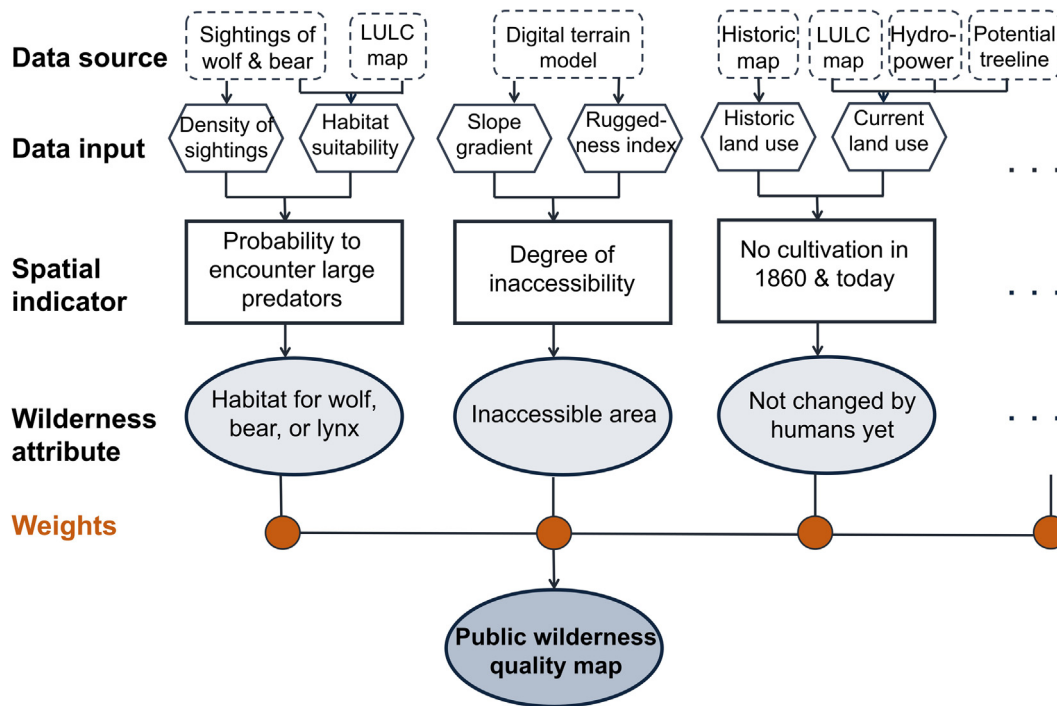 Data source
Sightings of
wolf & bear
LULC
map
Digital terrain
model
Historic
map
LULC
map
Hydro-
power
Potential
treeline
Data input
Density of
sightings
Habitat
suitability
Slope
gradient
Rugged-
ness index
Historic
land use
Current
land use
. . .
Spatial
indicator
Probability to
encounter large
predators
Degree of
inaccessibility
No cultivation in
1860 & today
. . .
Wilderness
attribute
Habitat for wolf,
bear, or lynx
Inaccessible area
Not changed by
humans yet
. . .
Weights
Public wilderness
quality map